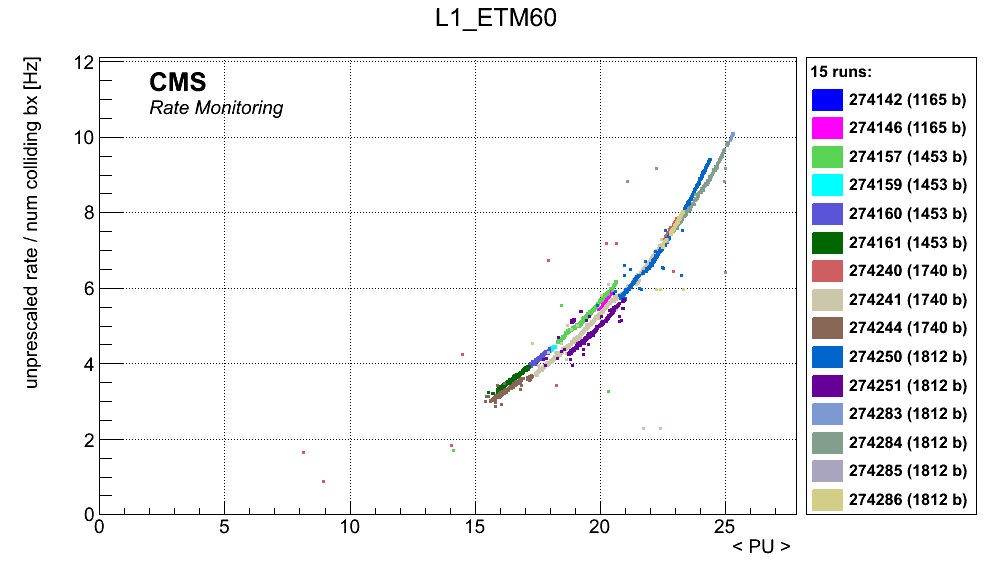 L1_ETM60
unprescaled rate / num colliding bx [Hz]
12
10
8
6
4
2
0
CMS
Rate Monitoring
0 5 10 15 20 25
< PU >
15 runs:
274142 (1165 b)
274146 (1165 b)
274157 (1453 b)
274159 (1453 b)
274160 (1453 b)
274161 (1453 b)
274240 (1740 b)
274241 (1740 b)
274244 (1740 b)
274250 (1812 b)
274251 (1812 b)
274283 (1812 b)
274284 (1812 b)
274285 (1812 b)
274286 (1812 b)